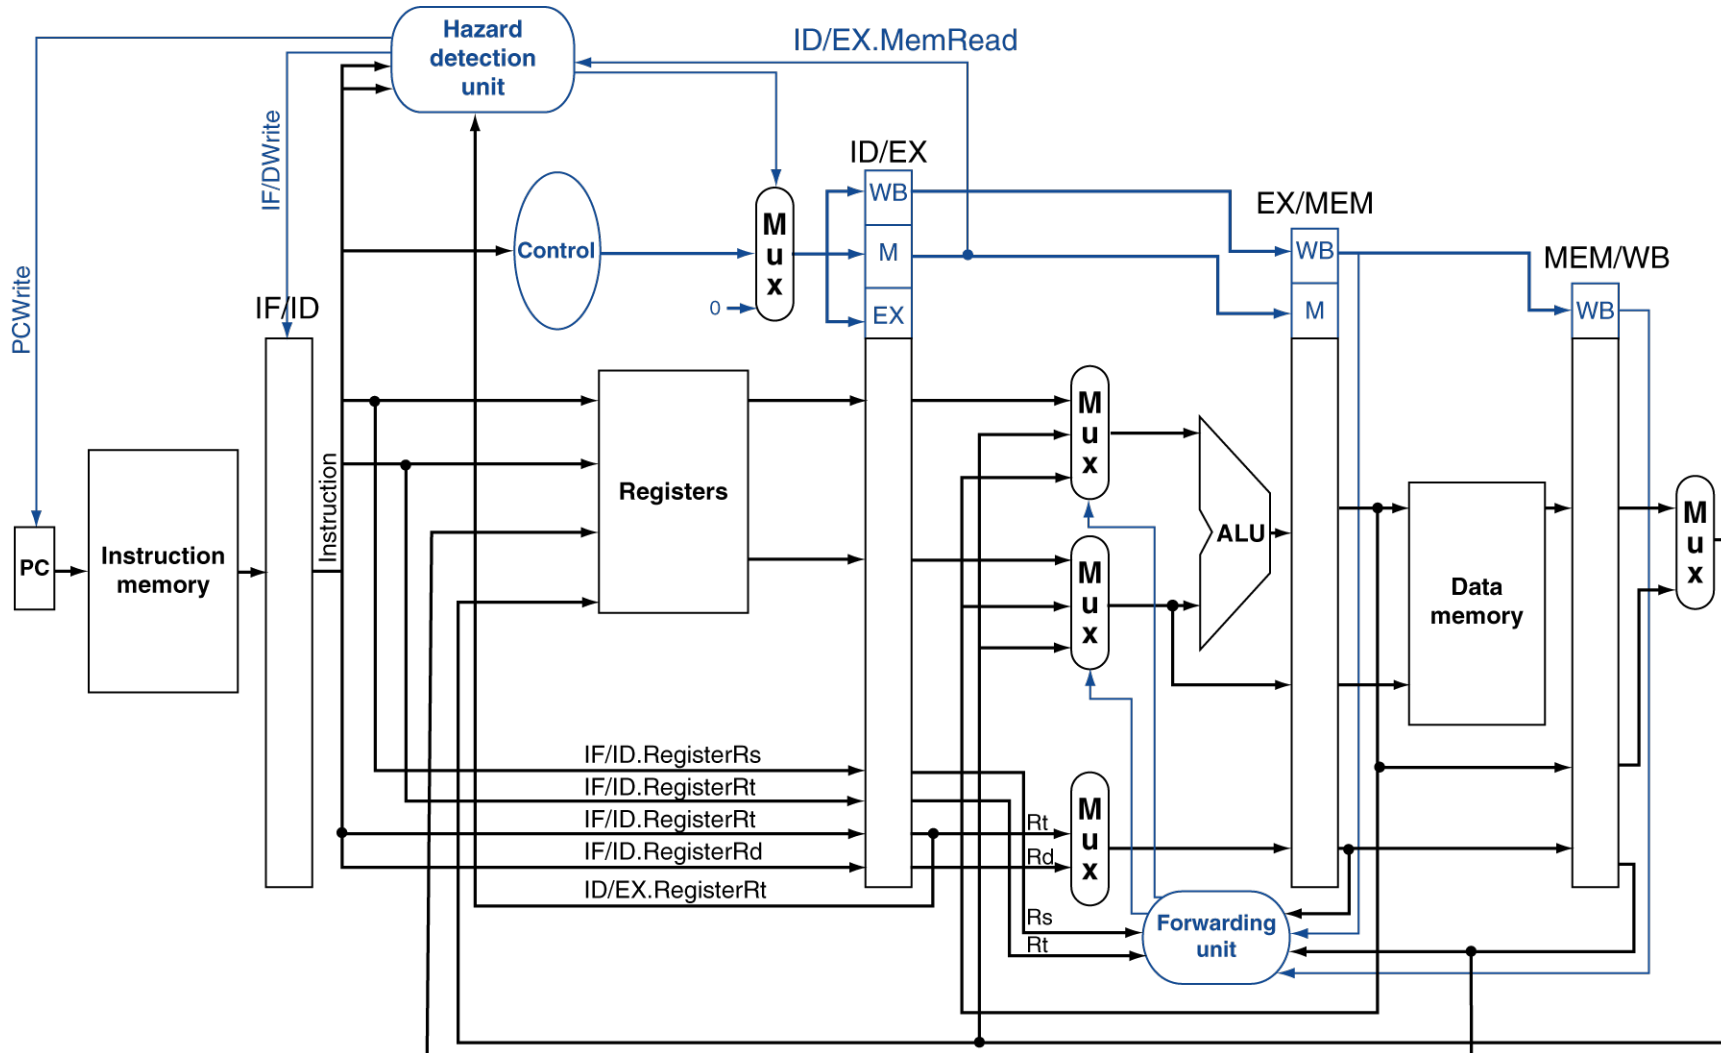 Hazard
detection
unit
ID/EX.MemRead
IF/DWrite
PCWrite
ID/EX
WB
M
EX
Control
M
u
x
0
EX/MEM
WB
M
MEM/WB
WB
IF/ID
Instruction
PC
Instruction
memory
Registers
M
u
x
M
u
x
ALU
Data
memory
M
u
x
IF/ID.RegisterRs
IF/ID.RegisterRt
IF/ID.RegisterRt
IF/ID.RegisterRd
ID/EX.RegisterRt
Rt
Rd
M
u
x
Rs
Rt
Forwarding
unit